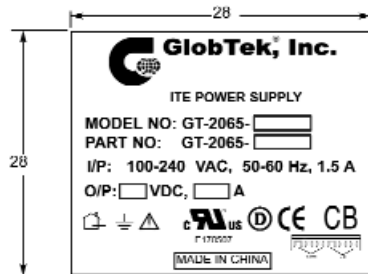 28
GlobTek, Inc.
ITE POWER SUPPLY
MODEL NO: GT-2065-
PART NO: GT-2065-
28
I/P: 100-240 VAC, 50-60 Hz, 1.5 A
O/P: VDC, A
c RU us D CE CB
MADE IN CHINA